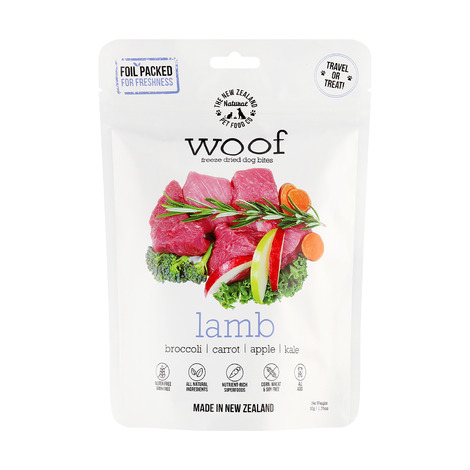 FOIL PACKED
FOR FRESHNESS
TRAVEL
OR
TREAT!
THE NEW ZEALAND
Natural
PET FOOD CO
woof
freeze dried dog bites
lamb
broccoli | carrot | apple | kale
GLUTEN FREE
GRAIN FREE
ALL NATURAL
INGREDIENTS
NUTRIENT-RICH
SUPERFOODS
CORN, WHEAT
& SOY FREE
ALL
AGES
MADE IN NEW ZEALAND
Net Weight